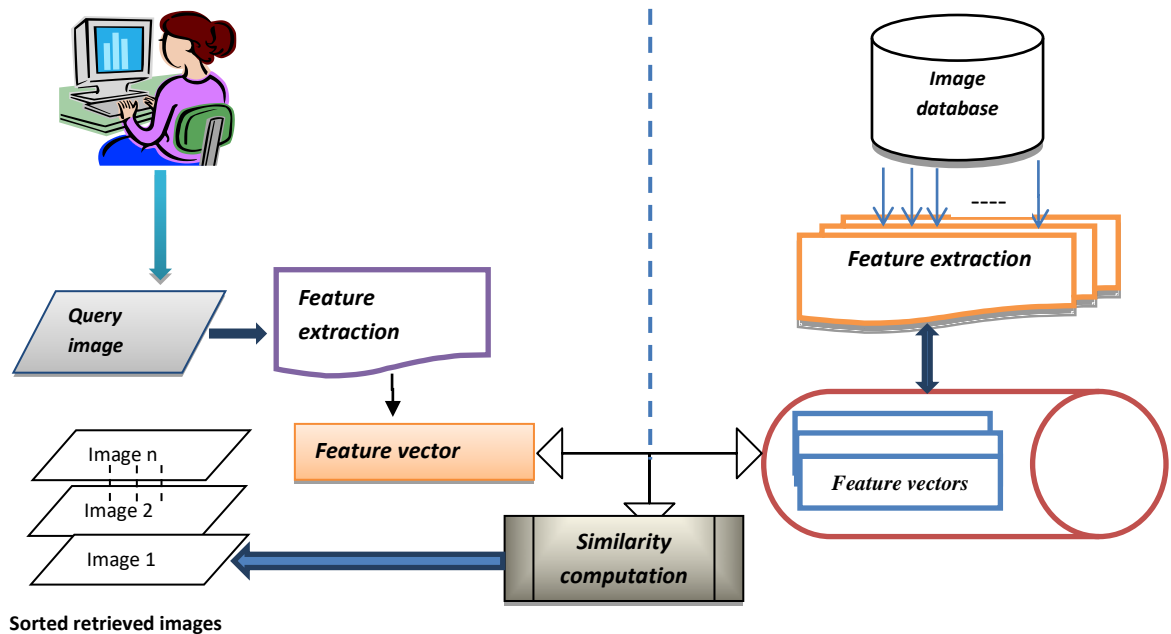 Image
database
----
Feature extraction
Query
image
Feature
extraction
Feature vector
Feature vectors
Image n
Image 2
Image 1
Similarity
computation
Sorted retrieved images